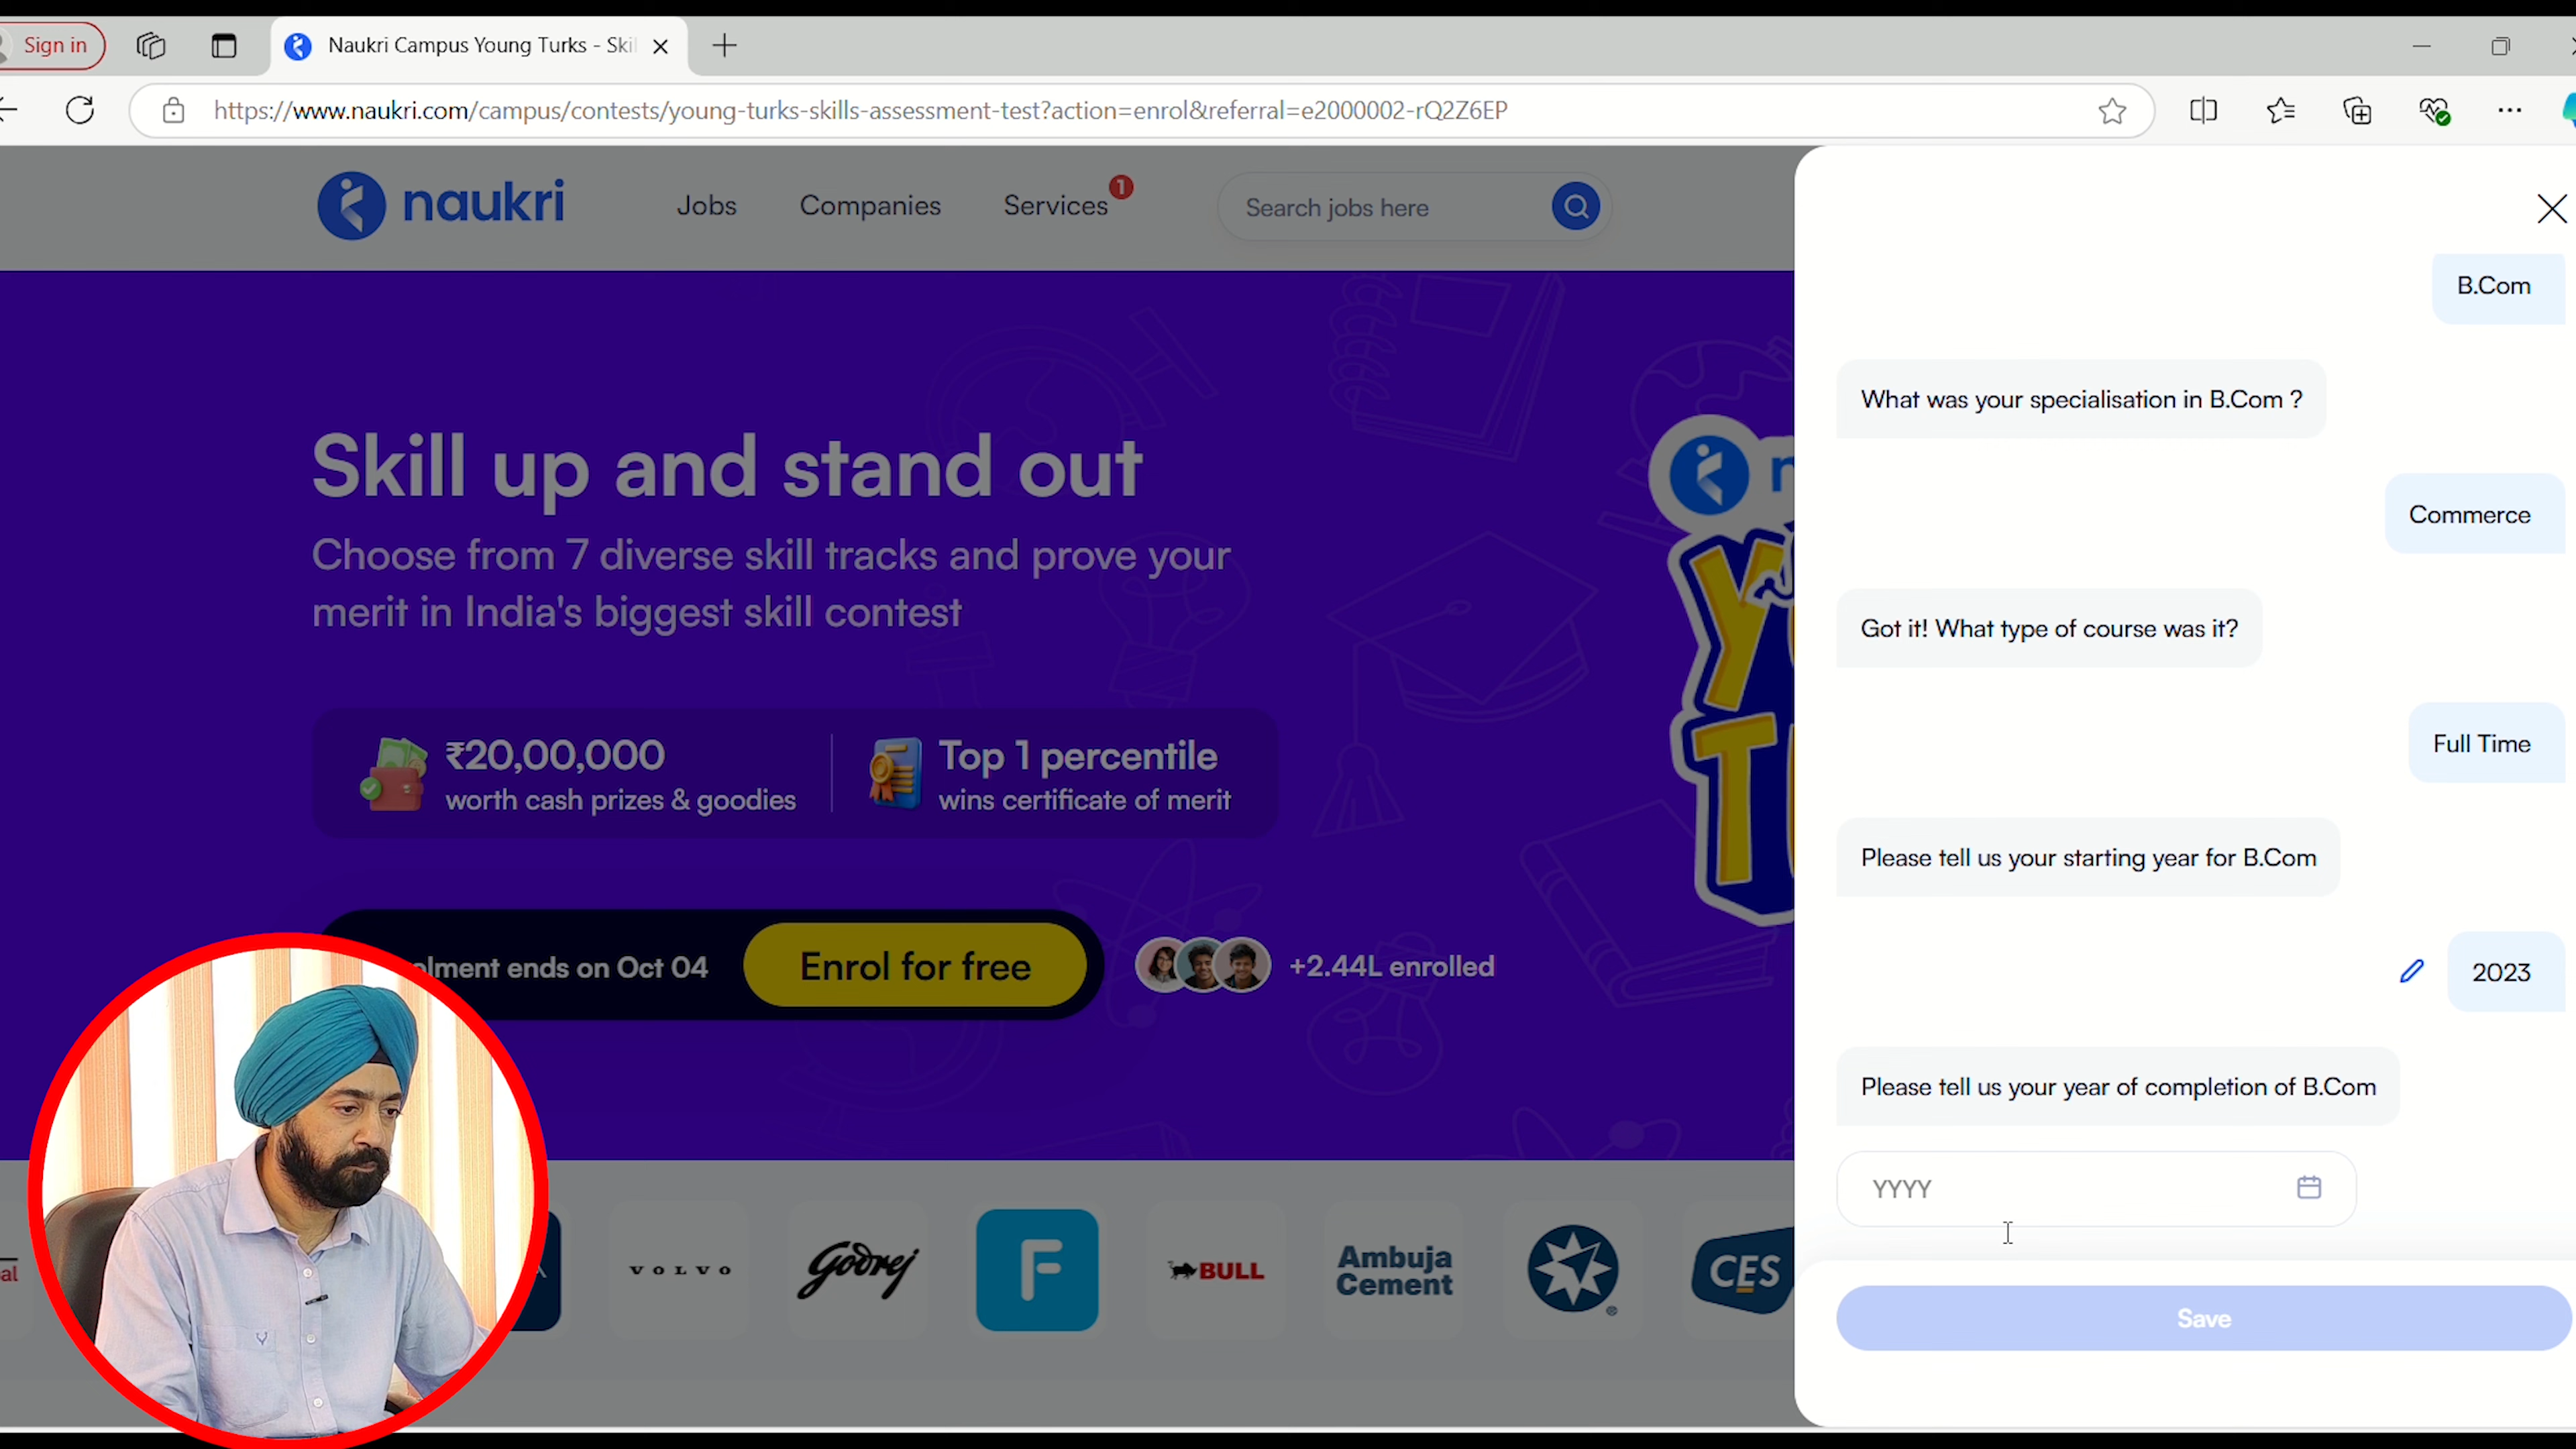 Sign in
Naukri Campus Young Turks - Skil
https://www.naukri.com/campus/contests/young-turks-skills-assessment-test?action=enrol&referral=e2000002-rQ2Z6EP
naukri
Jobs
Companies
Services
1
Search jobs here
Skill up and stand out
Choose from 7 diverse skill tracks and prove your
merit in India's biggest skill contest
₹20,00,000
worth cash prizes & goodies
Top 1 percentile
wins certificate of merit
olment ends on Oct 04
Enrol for free
+2.44L enrolled
VOLVO
Godrej
F
BULL
Ambuja
Cement
CES
B.Com
What was your specialisation in B.Com ?
Commerce
Got it! What type of course was it?
Full Time
Please tell us your starting year for B.Com
2023
Please tell us your year of completion of B.Com
YYYY
Save